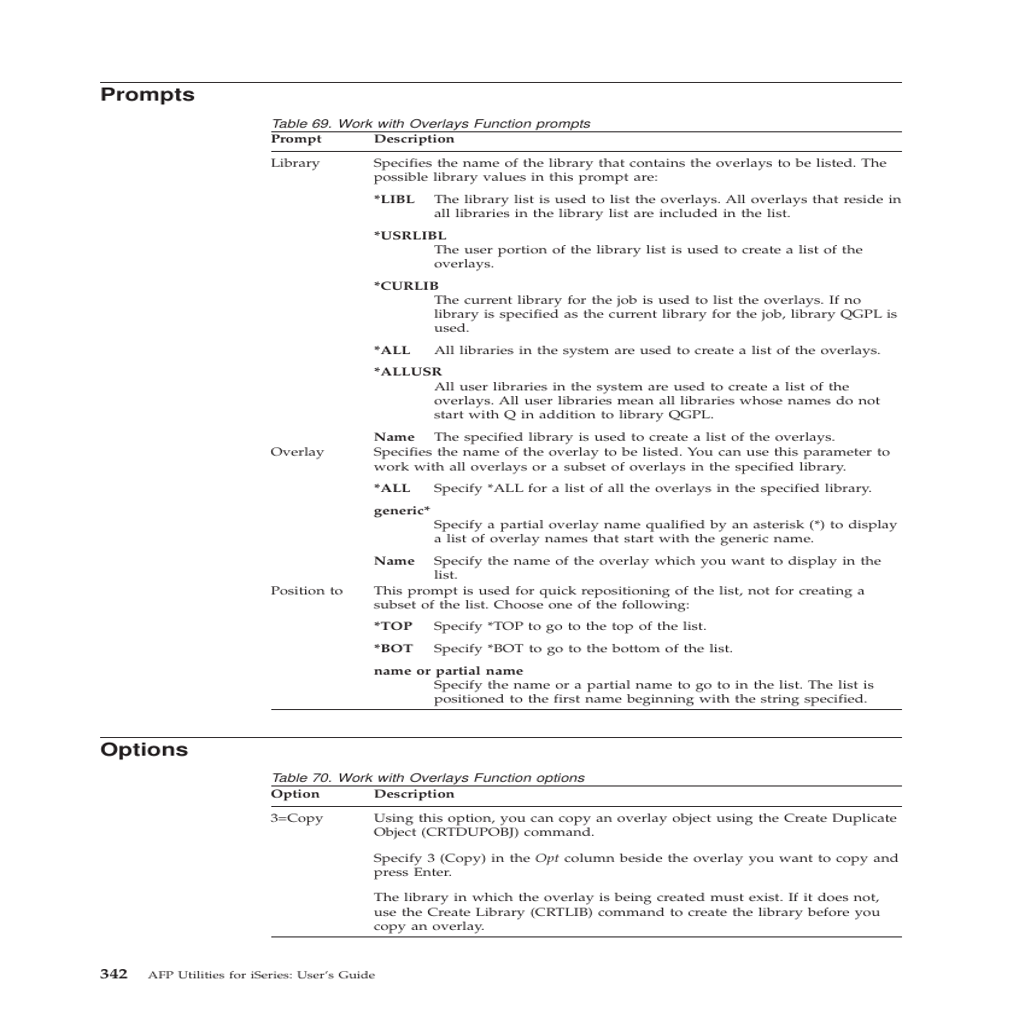 Prompts
Table 69. Work with Overlays Function prompts
Prompt Description
Library Specifies the name of the library that contains the overlays to be listed. The
possible library values in this prompt are:
*LIBL The library list is used to list the overlays. All overlays that reside in
all libraries in the library list are included in the list.
*USRLIBL
The user portion of the library list is used to create a list of the
overlays.
*CURLIB
The current library for the job is used to list the overlays. If no
library is specified as the current library for the job, library QGPL is
used.
*ALL All libraries in the system are used to create a list of the overlays.
*ALLUSR
All user libraries in the system are used to create a list of the
overlays. All user libraries mean all libraries whose names do not
start with Q in addition to library QGPL.
Name The specified library is used to create a list of the overlays.
Overlay Specifies the name of the overlay to be listed. You can use this parameter to
work with all overlays or a subset of overlays in the specified library.
*ALL Specify *ALL for a list of all the overlays in the specified library.
generic*
Specify a partial overlay name qualified by an asterisk (*) to display
a list of overlay names that start with the generic name.
Name Specify the name of the overlay which you want to display in the
list.
Position to This prompt is used for quick repositioning of the list, not for creating a
subset of the list. Choose one of the following:
*TOP Specify *TOP to go to the top of the list.
*BOT Specify *BOT to go to the bottom of the list.
name or partial name
Specify the name or a partial name to go to in the list. The list is
positioned to the first name beginning with the string specified.
Options
Table 70. Work with Overlays Function options
Option Description
3=Copy Using this option, you can copy an overlay object using the Create Duplicate
Object (CRTDUPOBJ) command.
Specify 3 (Copy) in the Opt column beside the overlay you want to copy and
press Enter.
The library in which the overlay is being created must exist. If it does not,
use the Create Library (CRTLIB) command to create the library before you
copy an overlay.
342 AFP Utilities for iSeries: User's Guide